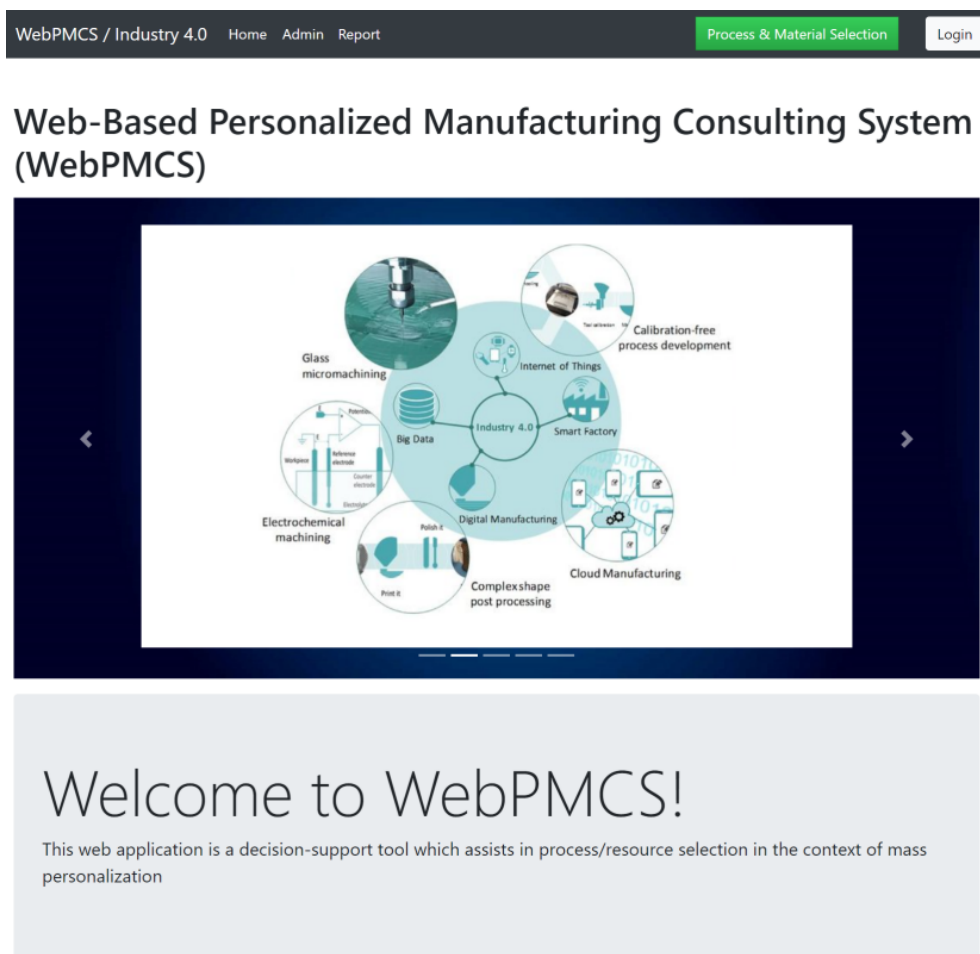 WebPMCS / Industry 4.0 Home Admin Report Process & Material Selection Login
Web-Based Personalized Manufacturing Consulting System
(WebPMCS)
Tool calibration
Calibration-free
process development
Glass
micromachining
Internet of Things
Big Data
Industry 4.0
Smart Factory
Workpiece
Reference
electrode
Counter
electrode
Electrochemical
machining
Digital Manufacturing
Polish it
Print it
Complex shape
post processing
Cloud Manufacturing
Welcome to WebPMCS!
This web application is a decision-support tool which assists in process/resource selection in the context of mass
personalization